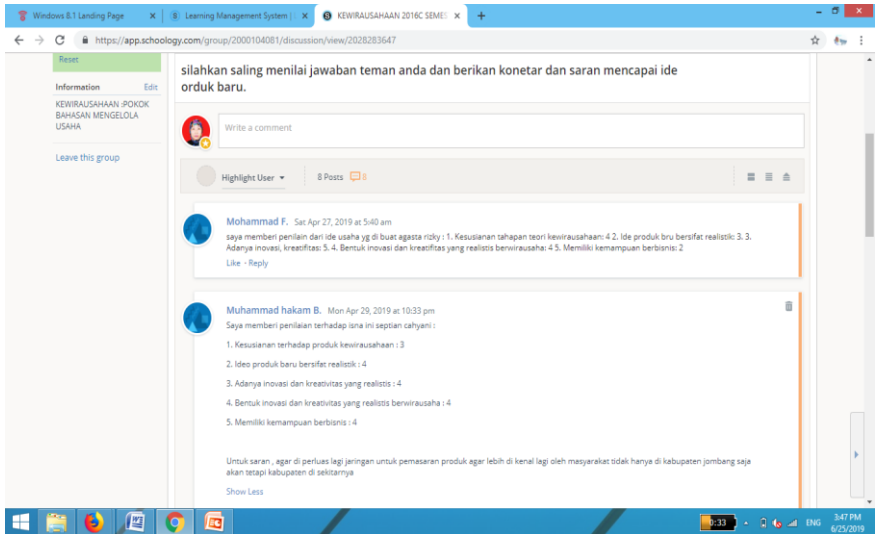 Windows 8.1 Landing Page
Learning Management System |
KEWIRAUSAHAAN 2016C SEMES
https://app.schoology.com/group/2000104081/discussion/view/2028283647
Reset
Information Edit
KEWIRAUSAHAAN :POKOK
BAHASAN MENGELOLA
USAHA
Leave this group
silahkan saling menilai jawaban teman anda dan berikan konetar dan saran mencapai ide
orduk baru.
Write a comment
Highlight User 8 Posts 8
Mohammad F. Sat Apr 27, 2019 at 5:40 am
saya memberi penilain dari ide usaha yg di buat agasta rizky : 1. Kesusianan tahapan teori kewirausahaan: 4 2. Ide produk bru bersifat realistik: 3. 3.
Adanya inovasi, kreatifitas: 5. 4. Bentuk inovasi dan kreatifitas yang realistis berwirausaha: 4 5. Memiliki kemampuan berbisnis: 2
Like · Reply
Muhammad hakam B. Mon Apr 29, 2019 at 10:33 pm
Saya memberi penilaian terhadap isna ini septian cahyani :
1. Kesusianan terhadap produk kewirausahaan : 3
2. Ideo produk baru bersifat realistik : 4
3. Adanya inovasi dan kreativitas yang realistis : 4
4. Bentuk inovasi dan kreativitas yang realistis berwirausaha : 4
5. Memiliki kemampuan berbisnis : 4
Untuk saran , agar di perluas lagi jaringan untuk pemasaran produk agar lebih di kenal lagi oleh masyarakat tidak hanya di kabupaten jombang saja
akan tetapi kabupaten di sekitarnya
Show Less
0:33
ENG
3:47 PM
6/25/2019